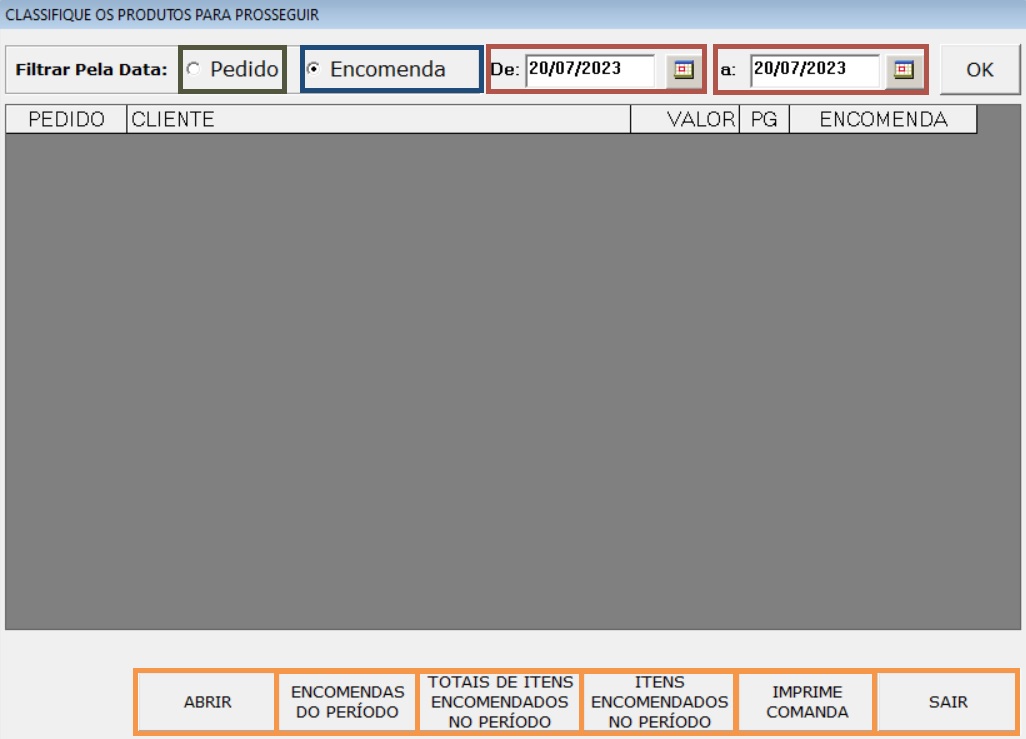 CLASSIFIQUE OS PRODUTOS PARA PROSSEGUIR
Filtrar Pela Data: Pedido Encomenda De: 20/07/2023 a: 20/07/2023 OK
PEDIDO CLIENTE VALOR PG ENCOMENDA
ABRIR
ENCOMENDAS
DO PERÍODO
TOTAIS DE ITENS
ENCOMENDADOS
NO PERÍODO
ITENS
ENCOMENDADOS
NO PERÍODO
IMPRIME
COMANDA
SAIR